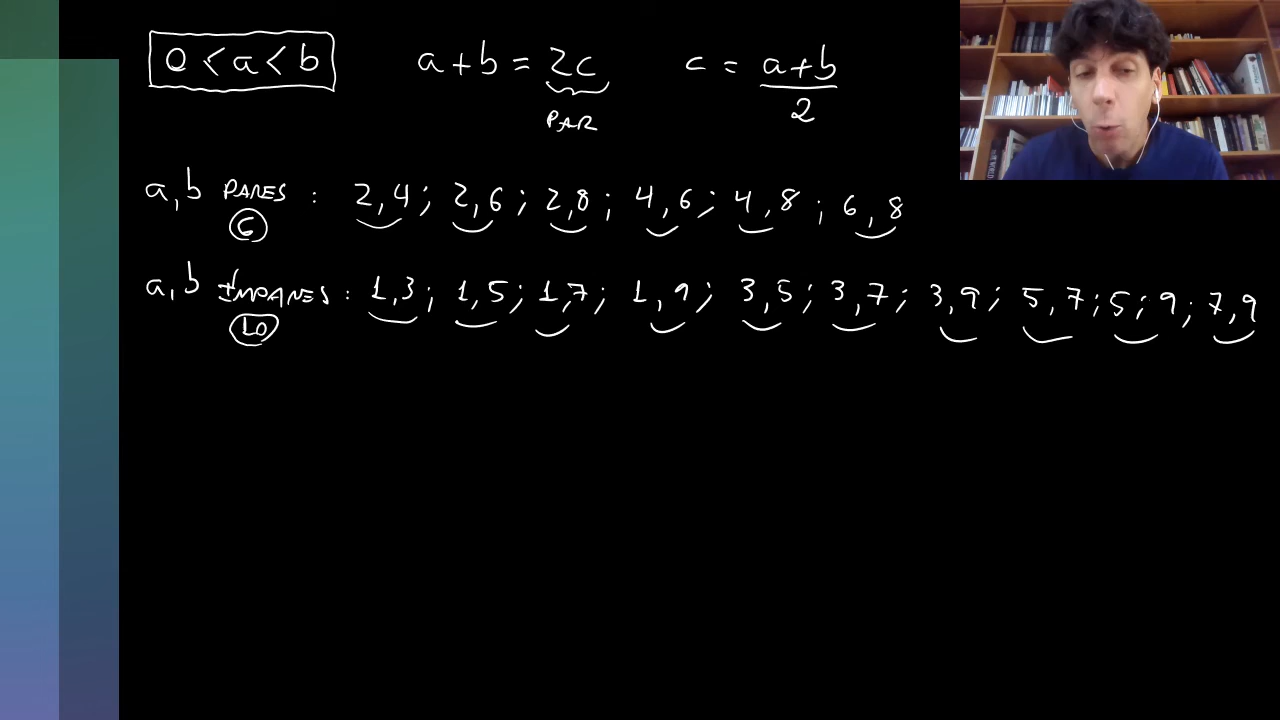 0 < a < b a + b = 2c c = a+b
PAR 2
a, b PARES : 2,4; 2,6; 2,8; 4,6; 4,8; 6,8
6
a, b ÍMPARES : 1,3; 1,5; 1,7; 1,9; 3,5; 3,7; 3,9; 5,7; 5,9; 7,9
10